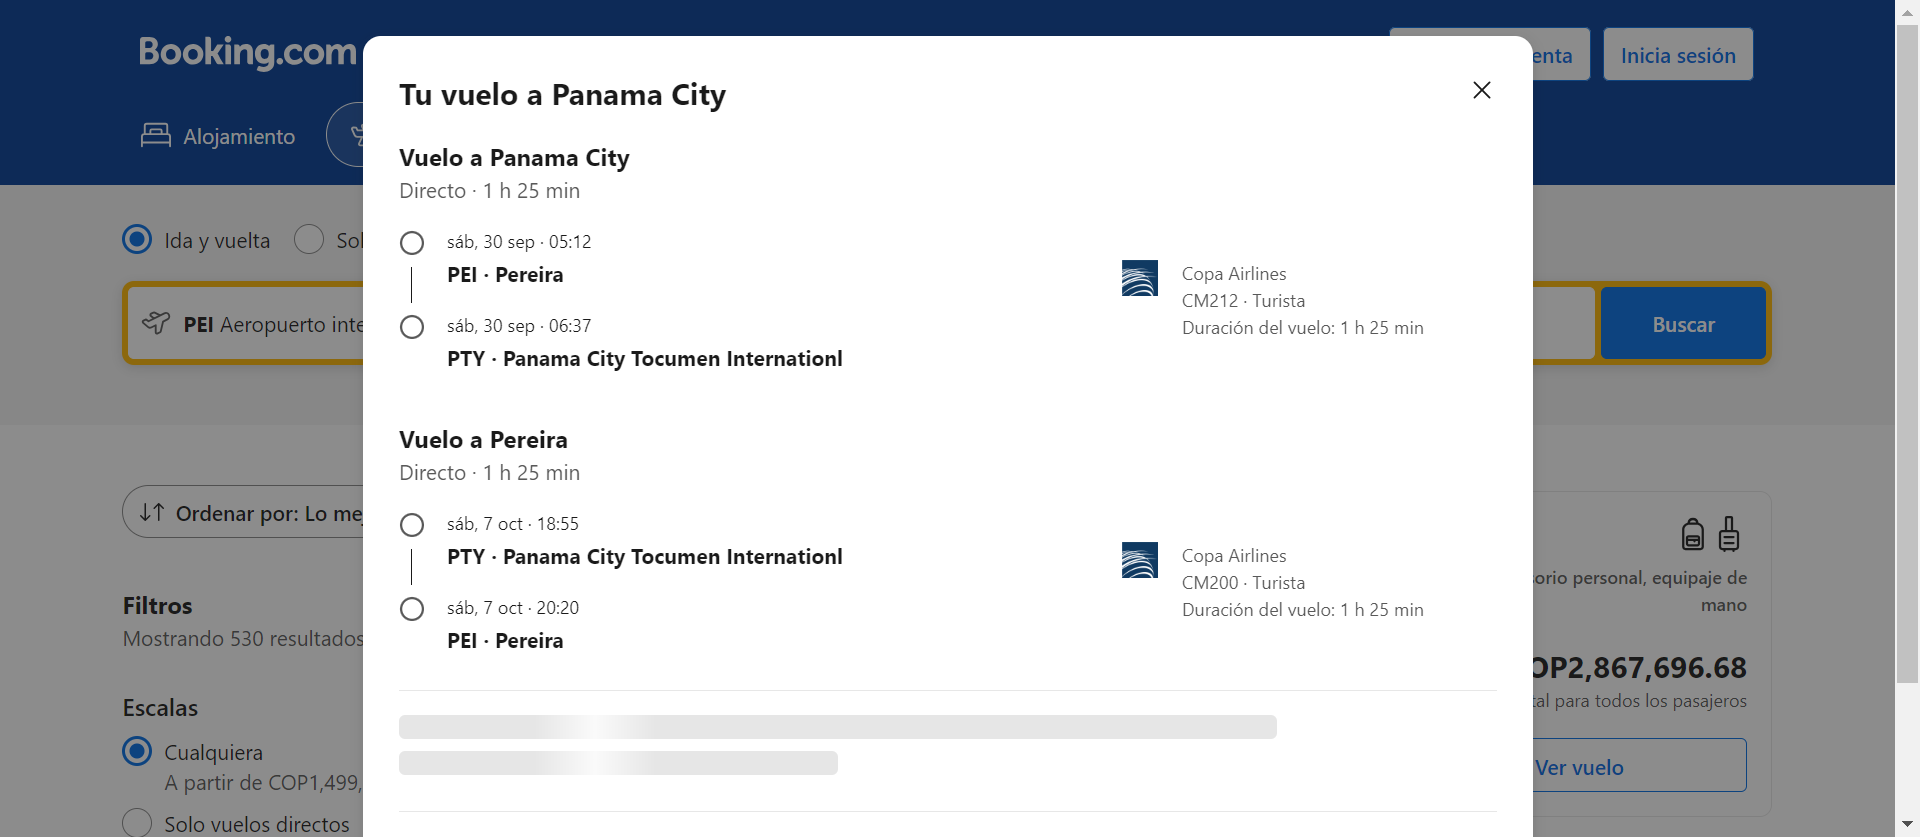 Booking.com
enta
Inicia sesión
Alojamiento
Ida y vuelta
PEI Aeropuerto inte
Buscar
Ordenar por: Lo me
Filtros
Mostrando 530 resultados
Escalas
Cualquiera
A partir de COP1,499,
Solo vuelos directos
Tu vuelo a Panama City
Vuelo a Panama City
Directo · 1 h 25 min
sáb, 30 sep · 05:12
PEI · Pereira
sáb, 30 sep · 06:37
PTY · Panama City Tocumen Internationl
Copa Airlines
CM212 · Turista
Duración del vuelo: 1 h 25 min
Vuelo a Pereira
Directo · 1 h 25 min
sáb, 7 oct · 18:55
PTY · Panama City Tocumen Internationl
sáb, 7 oct · 20:20
PEI · Pereira
Copa Airlines
CM200 · Turista
Duración del vuelo: 1 h 25 min
orio personal, equipaje de
mano
OP2,867,696.68
tal para todos los pasajeros
Ver vuelo